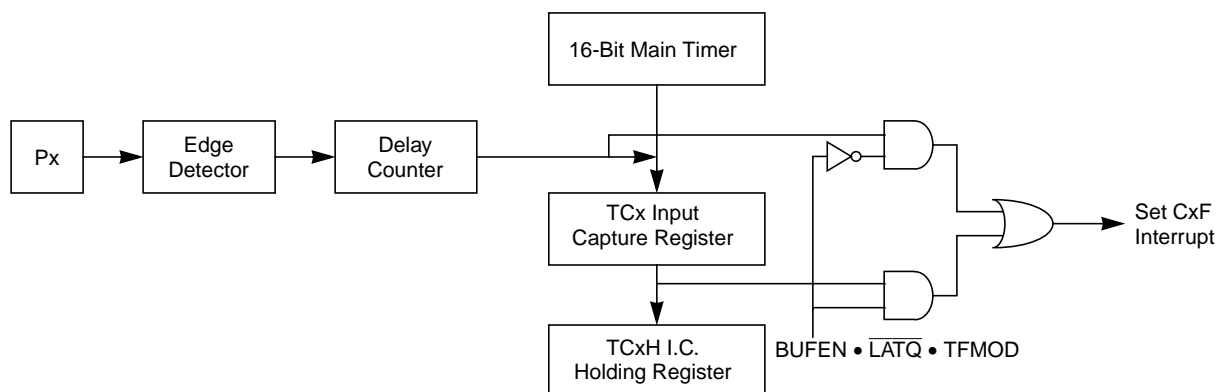 16-Bit Main Timer
Px
Edge
Detector
Delay
Counter
TCx Input
Capture Register
Set CxF
Interrupt
TCxH I.C.
Holding Register
BUFEN • L̅A̅T̅Q̅ • TFMOD